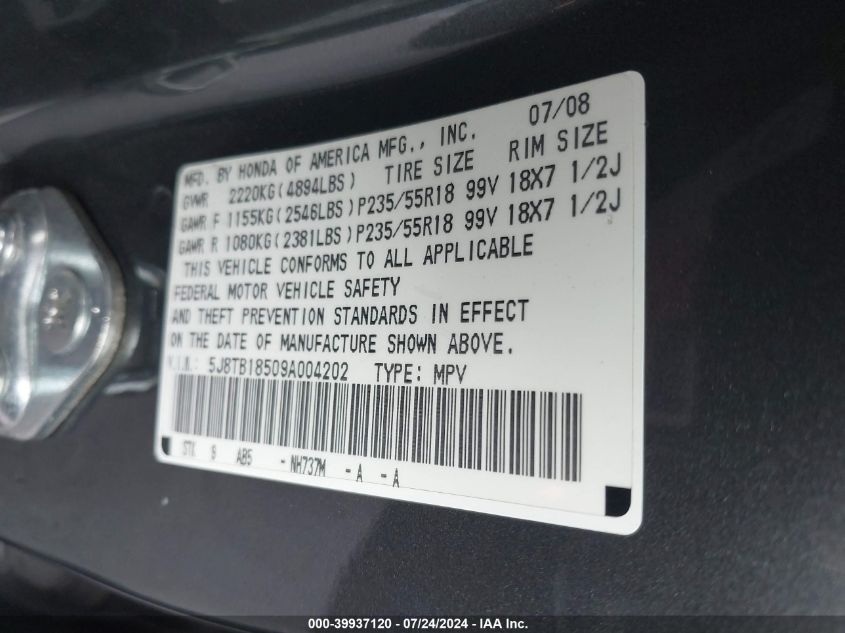 07/08
MFD. BY HONDA OF AMERICA MFG., INC.
GVWR 2220KG(4894LBS) TIRE SIZE RIM SIZE
GAWR F 1155KG(2546LBS)P235/55R18 99V 18X7 1/2J
GAWR R 1080KG(2381LBS)P235/55R18 99V 18X7 1/2J
THIS VEHICLE CONFORMS TO ALL APPLICABLE
FEDERAL MOTOR VEHICLE SAFETY
AND THEFT PREVENTION STANDARDS IN EFFECT
ON THE DATE OF MANUFACTURE SHOWN ABOVE.
V.I.N.: 5J8TB18509A004202 TYPE: MPV
STK 9 AB5 -NH737M -A -A
000-39937120 - 07/24/2024 - IAA Inc.